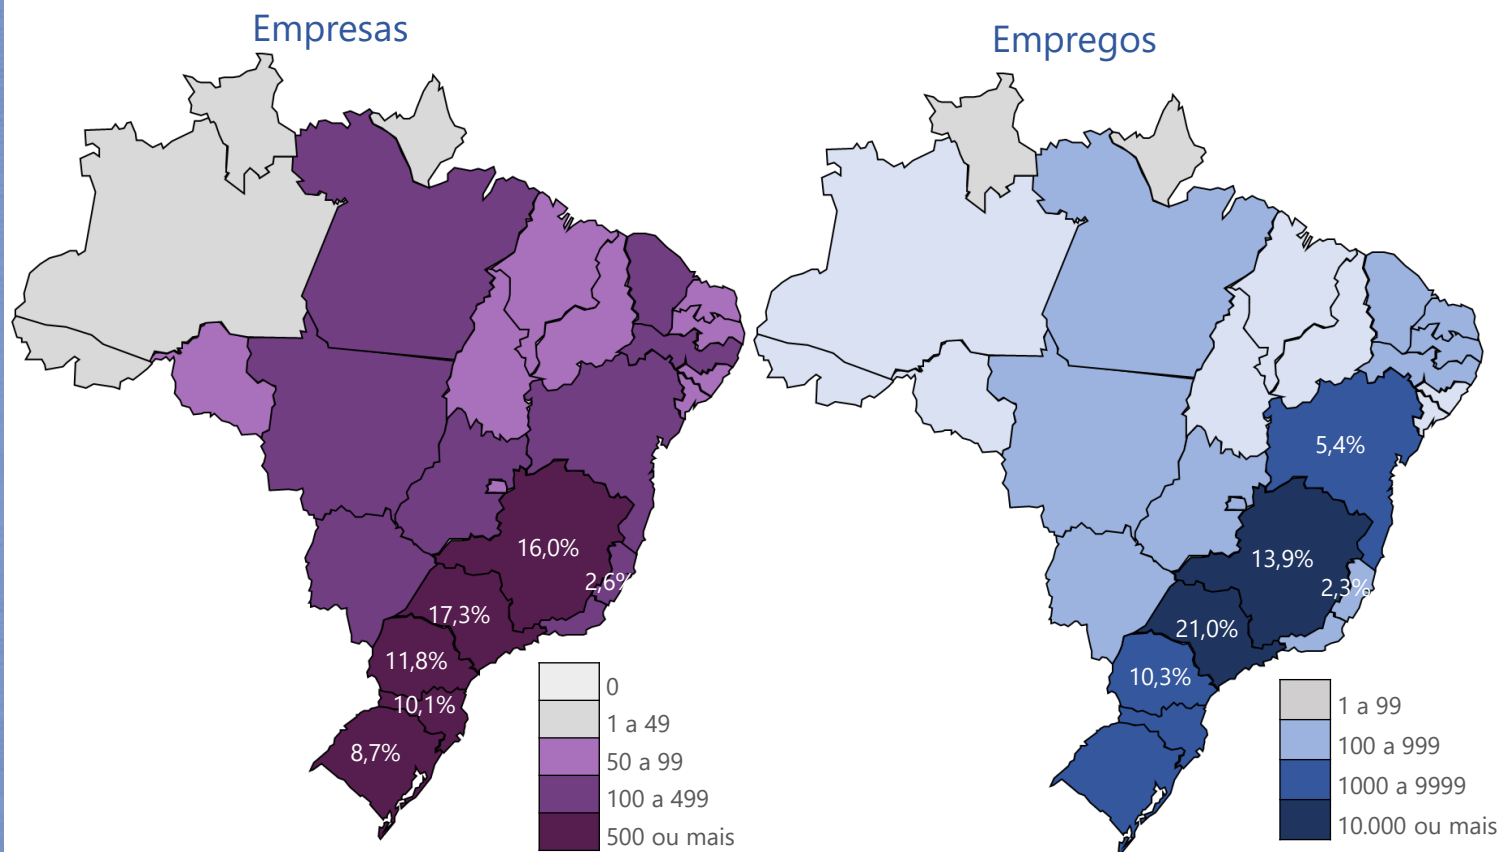 Empresas
16,0%
2,6%
17,3%
11,8%
10,1%
8,7%
0
1 a 49
50 a 99
100 a 499
500 ou mais
Empregos
5,4%
13,9%
2,3%
21,0%
10,3%
1 a 99
100 a 999
1000 a 9999
10.000 ou mais